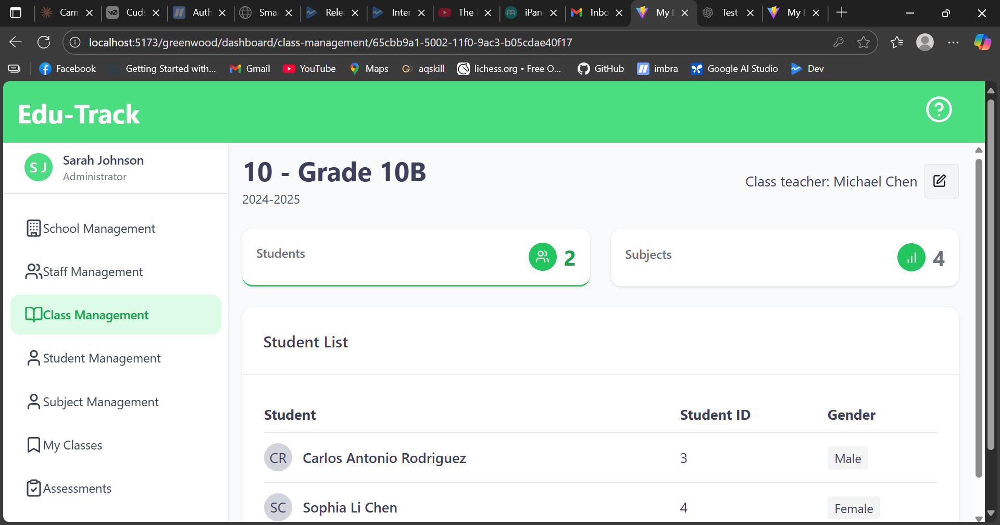 Cam
Cuds
Auth
Sma
Rele
Inter
The
iPan
Inbo
My E
Test
My E
localhost:5173/greenwood/dashboard/class-management/65cbb9a1-5002-11f0-9ac3-b05cdae40f17
Facebook
Getting Started with...
Gmail
YouTube
Maps
aqskill
lichess.org • Free O...
GitHub
imbra
Google AI Studio
Dev
Edu-Track
S J
Sarah Johnson
Administrator
School Management
Staff Management
Class Management
Student Management
Subject Management
My Classes
Assessments
10 - Grade 10B
2024-2025
Class teacher: Michael Chen
Students
2
Subjects
4
Student List
Student Student ID Gender
CR Carlos Antonio Rodriguez 3 Male
SC Sophia Li Chen 4 Female